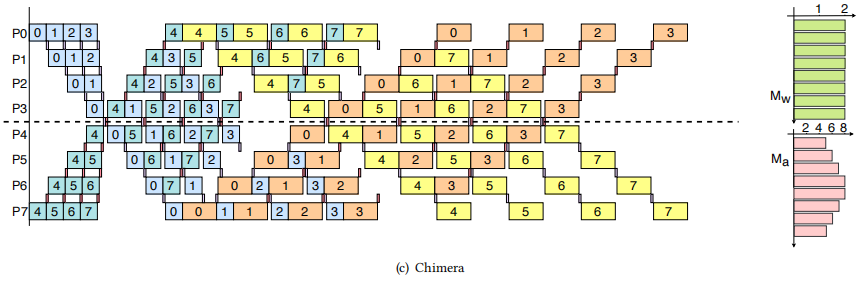 1 2
P0 0 1 2 3 4 4 5 5 6 6 7 7 0 1 2 3
P1 0 1 2 4 3 5 4 6 5 7 6 0 7 1 2 3
P2 0 1 4 2 5 3 6 4 7 5 0 6 1 7 2 3
Mw
P3 0 4 1 5 2 6 3 7 4 0 5 1 6 2 7 3
2 4 6 8
P4 4 0 5 1 6 2 7 3 0 4 1 5 2 6 3 7
Ma
P5 4 5 0 6 1 7 2 0 3 1 4 2 5 3 6 7
P6 4 5 6 0 7 1 0 2 1 3 2 4 3 5 6 7
P7 4 5 6 7 0 0 1 1 2 2 3 3 4 5 6 7
(c) Chimera